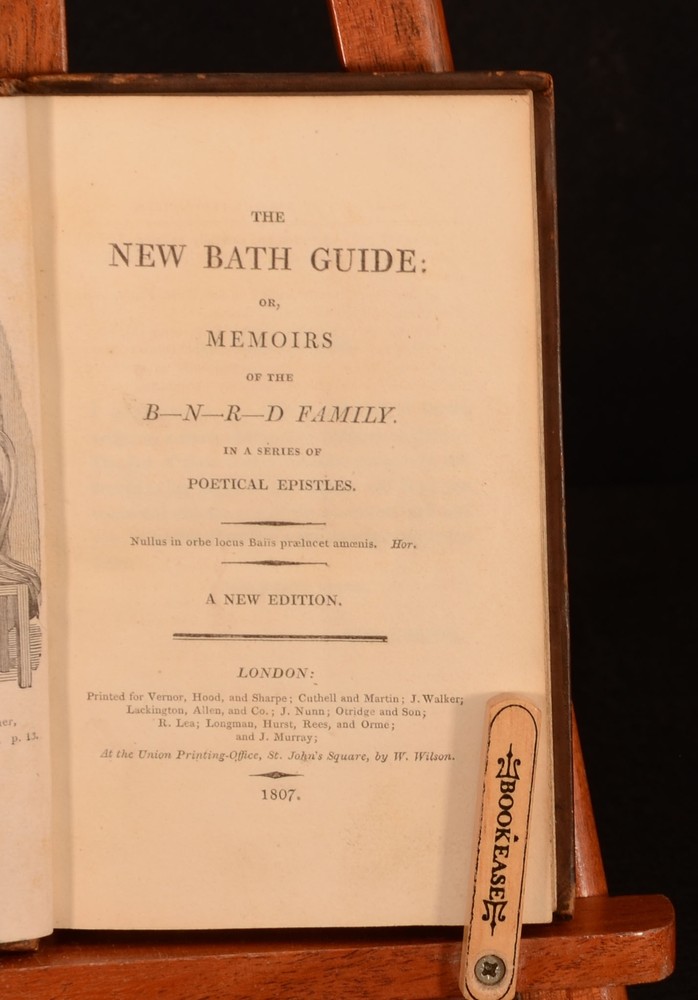 THE
NEW BATH GUIDE:
OR,
MEMOIRS
OF THE
B—N—R—D FAMILY.
IN A SERIES OF
POETICAL EPISTLES.
Nullus in orbe locus Baiis prælucet amœnis. Hor.
A NEW EDITION.
LONDON:
Printed for Vernor, Hood, and Sharpe; Cuthell and Martin; J. Walker;
Lackington, Allen, and Co.; J. Nunn; Otridge and Son;
R. Lea; Longman, Hurst, Rees, and Orme;
and J. Murray;
At the Union Printing-Office, St. John's Square, by W. Wilson.
1807.
p. 13.
BOOKEASE